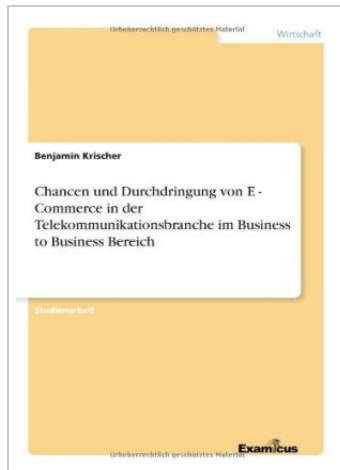 Urheberrechtlich geschütztes Material
Wirtschaft
Benjamin Krischer
Chancen und Durchdringung von E -
Commerce in der
Telekommunikationsbranche im Business
to Business Bereich
Studienarbeit
Examicus
Urheberrechtlich geschütztes Material